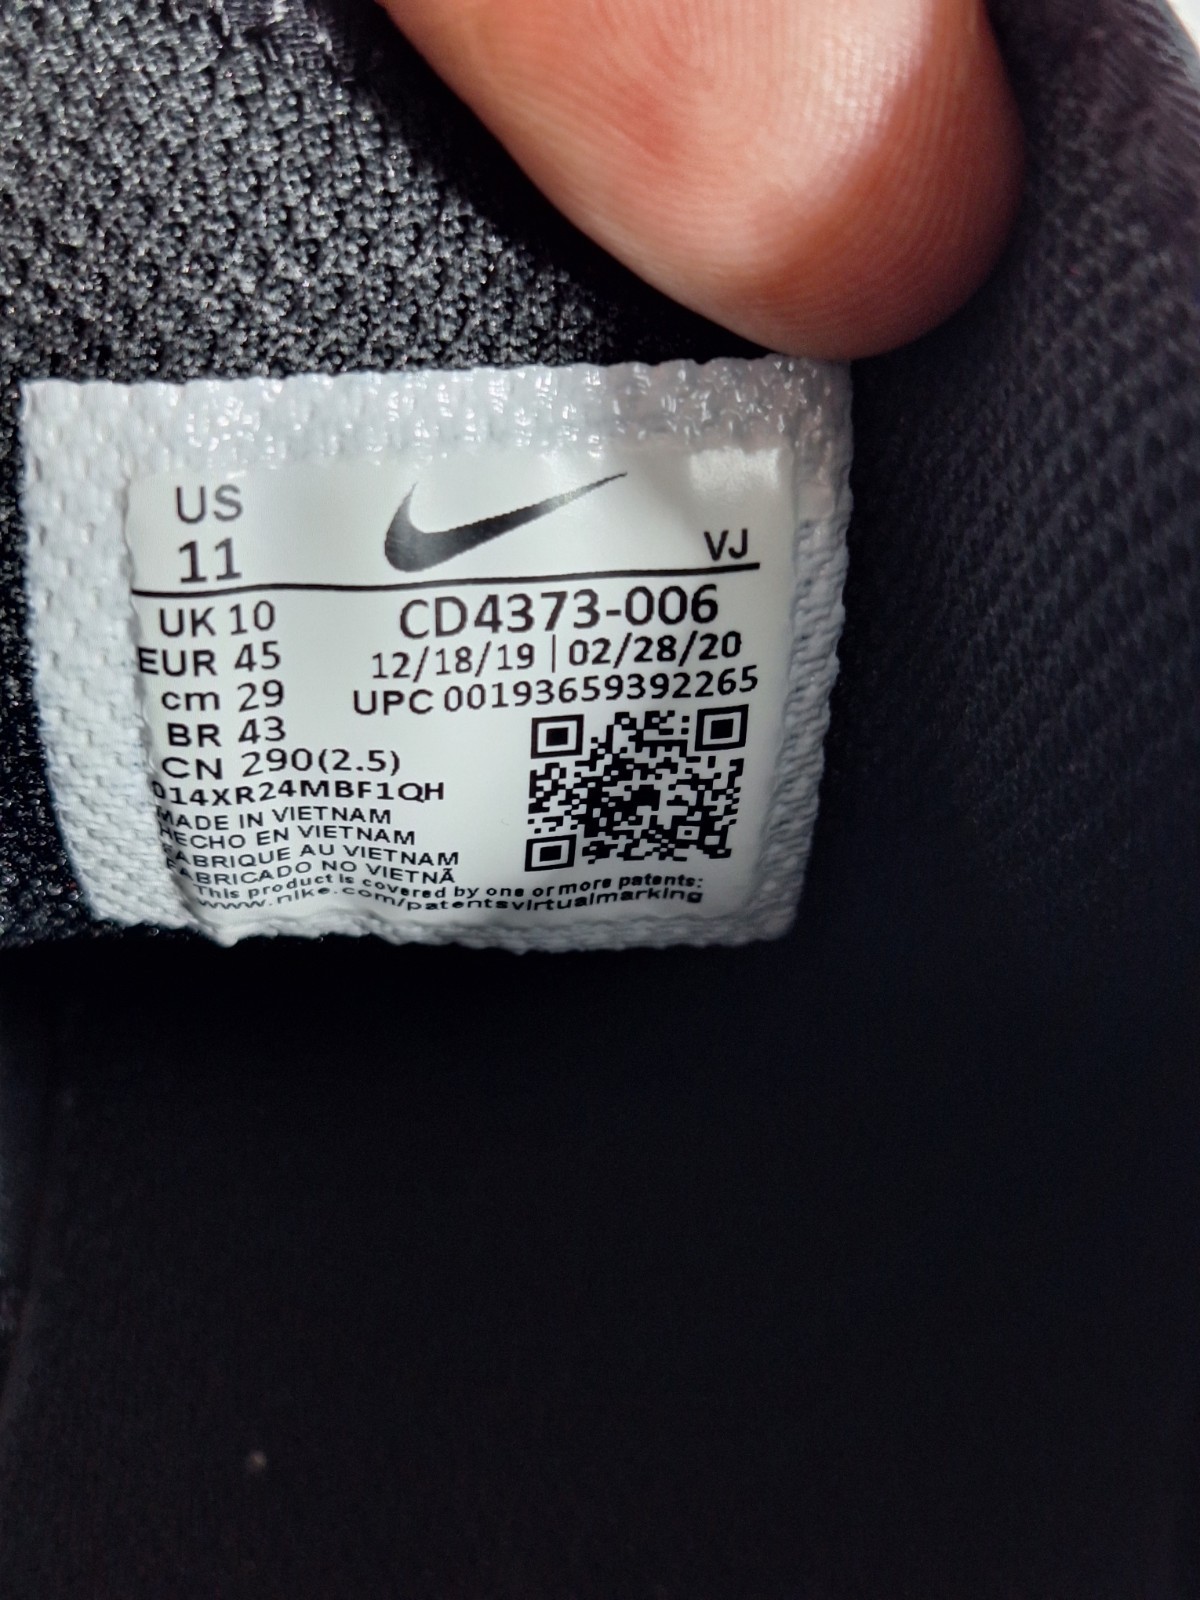 US
11
VJ
UK 10
EUR 45
cm 29
BR 43
CN 290(2.5)
014XR24MBF1QH
MADE IN VIETNAM
HECHO EN VIETNAM
FABRIQUE AU VIETNAM
FABRICADO NO VIETNÃ
CD4373-006
12/18/19 | 02/28/20
UPC 00193659392265
This product is covered by one or more patents:
www.nike.com/patentsvirtualmarking